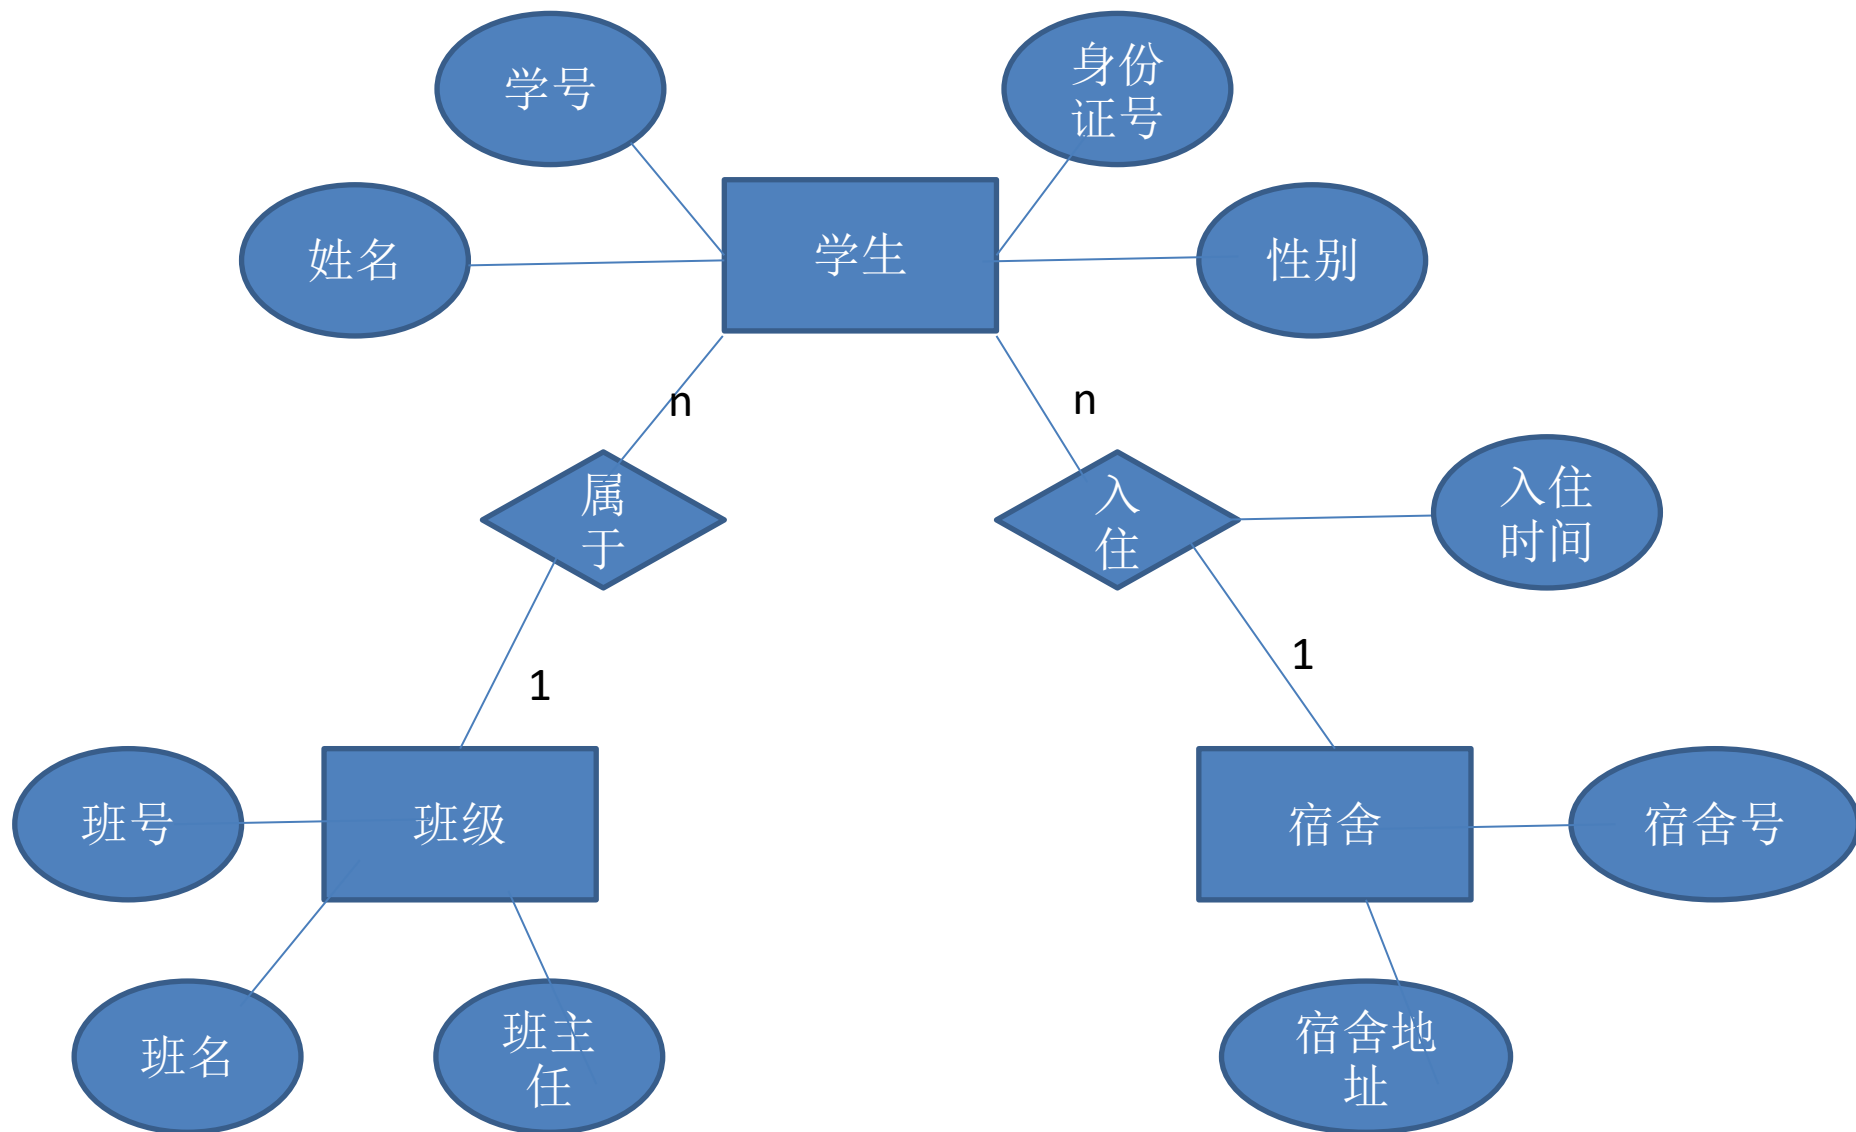 学号
身份
证号
姓名
学生
性别
n
n
属
于
入
住
入住
时间
1
1
班号
班级
宿舍
宿舍号
班名
班主
任
宿舍地
址